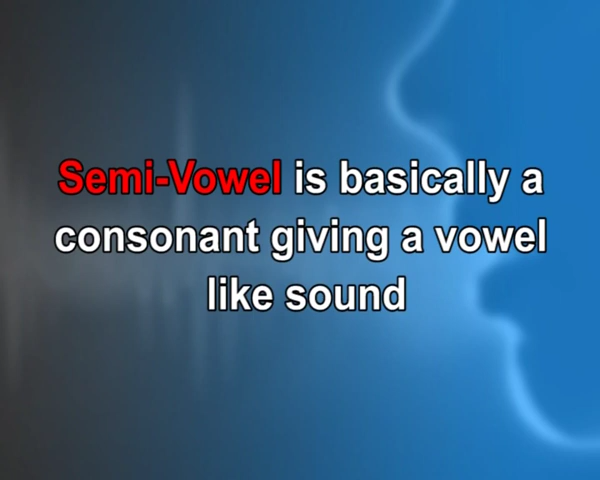 Semi-Vowel is basically a
consonant giving a vowel
like sound